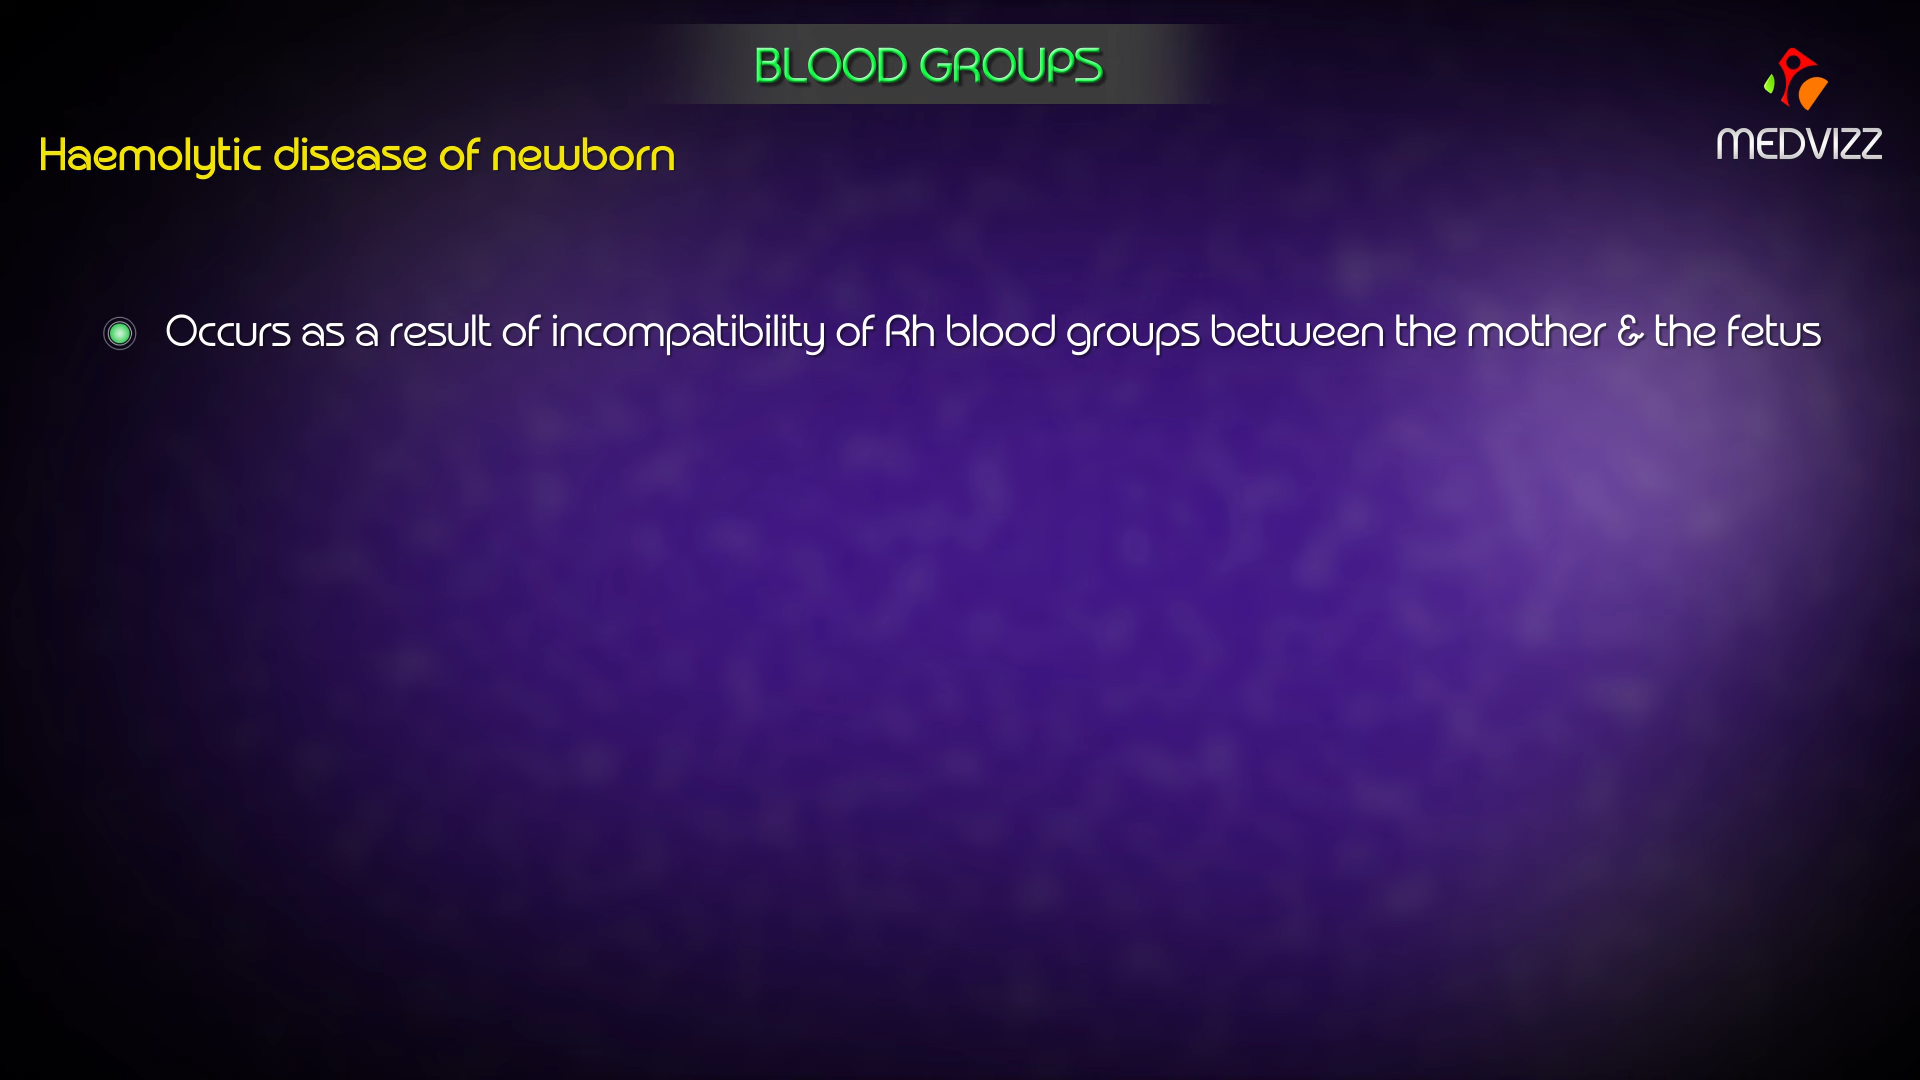 BLOOD GROUPS
MEDVIZZ
Haemolytic disease of newborn
Occurs as a result of incompatibility of Rh blood groups between the mother & the fetus